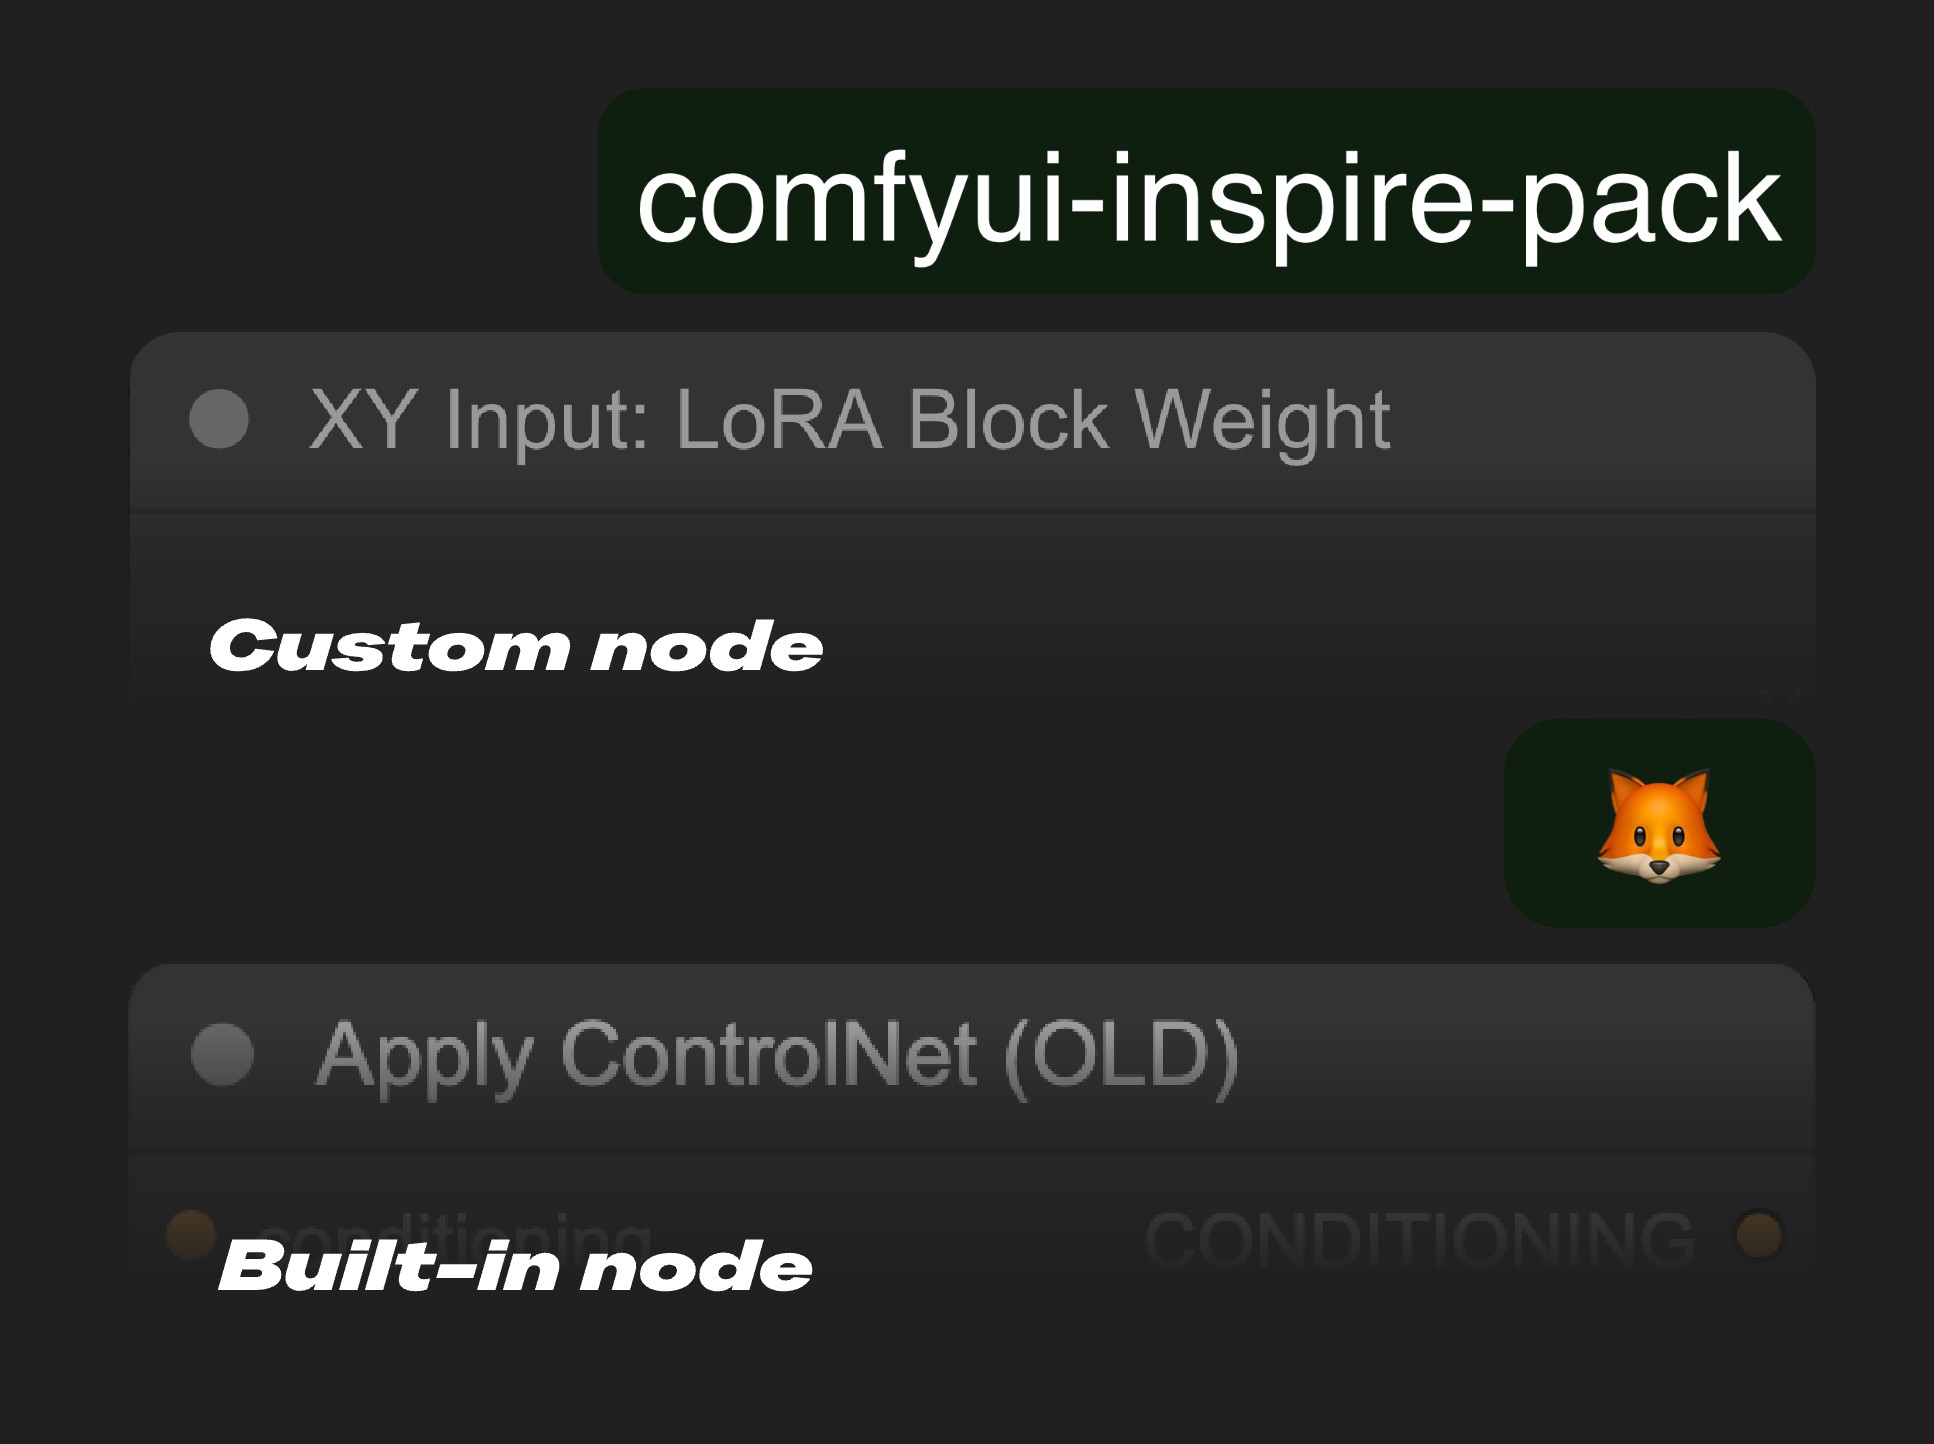 comfyui-inspire-pack
XY Input: LoRA Block Weight
Custom node
🦊
Apply ControlNet (OLD)
conditioning CONDITIONING
Built-in node